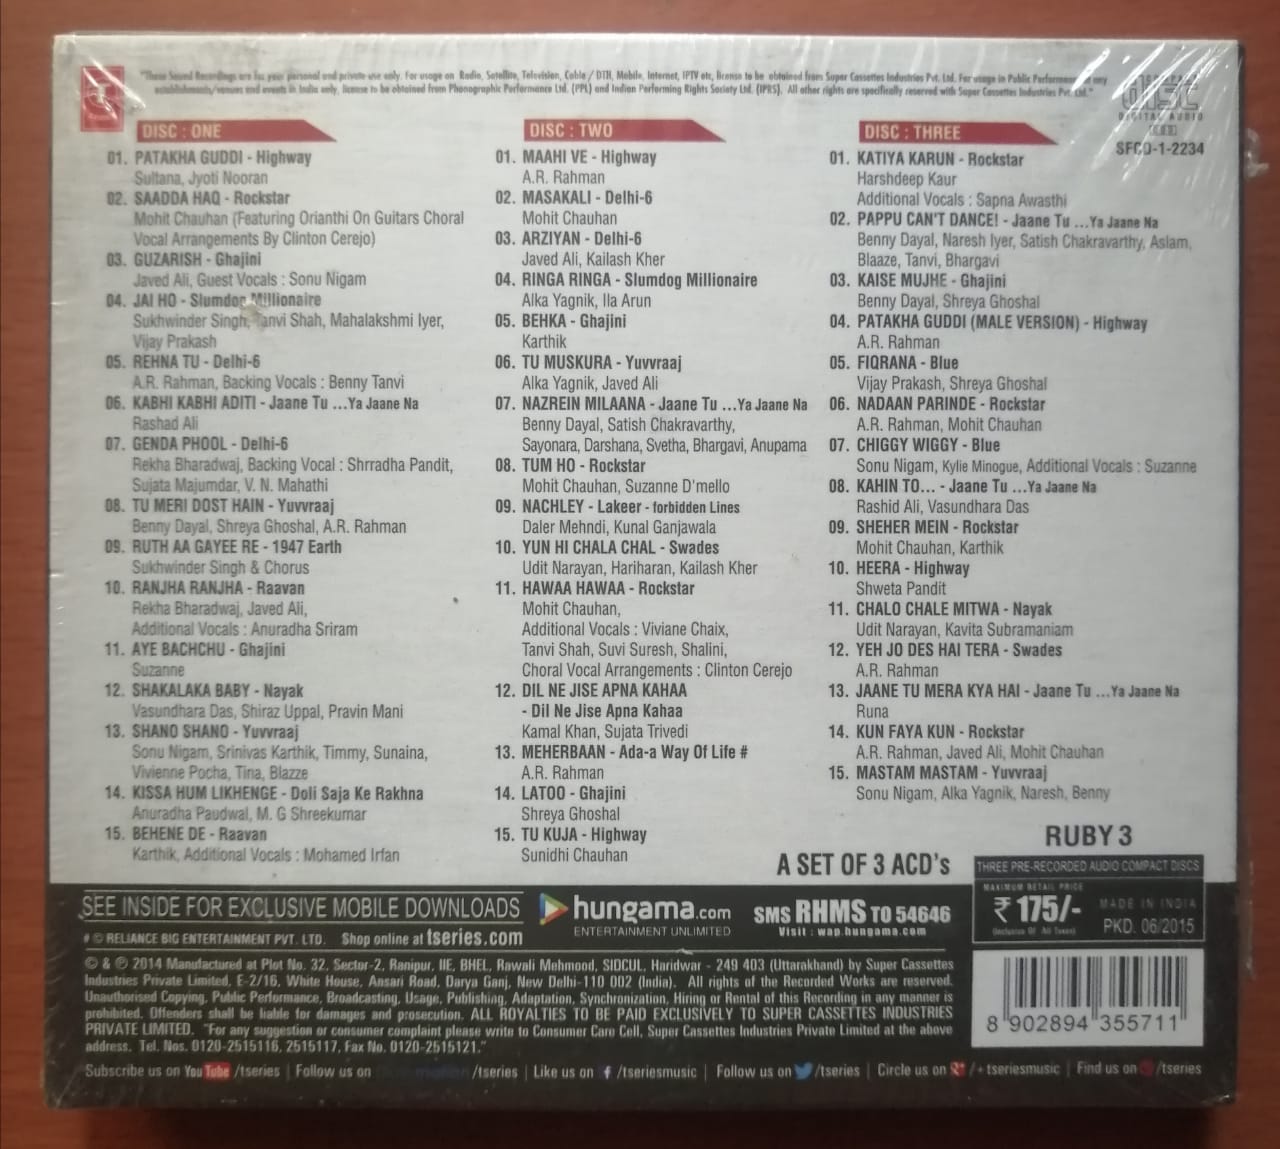 "These Sound Recordings are for your personal and private use only. For usage on Radio, Satellite, Television, Cable / DTH, Mobile, Internet, IPTV etc, license to be obtained from Super Cassettes Industries Pvt. Ltd. For usage in Public Performance at any
establishments/venues and events in India only, license to be obtained from Phonographic Performance Ltd. (PPL) and Indian Performing Rights Society Ltd. (IPRS). All other rights are specifically reserved with Super Cassettes Industries Pvt. Ltd."
DIGITAL AUDIO
SFCD-1-2234
DISC : ONE
01. PATAKHA GUDDI - Highway
Sultana, Jyoti Nooran
02. SAADDA HAQ - Rockstar
Mohit Chauhan (Featuring Orianthi On Guitars Choral
Vocal Arrangements By Clinton Cerejo)
03. GUZARISH - Ghajini
Javed Ali, Guest Vocals : Sonu Nigam
04. JAI HO - Slumdog Millionaire
Sukhwinder Singh, Tanvi Shah, Mahalakshmi Iyer,
Vijay Prakash
05. REHNA TU - Delhi-6
A.R. Rahman, Backing Vocals : Benny Tanvi
06. KABHI KABHI ADITI - Jaane Tu ...Ya Jaane Na
Rashad Ali
07. GENDA PHOOL - Delhi-6
Rekha Bharadwaj, Backing Vocal : Shrradha Pandit,
Sujata Majumdar, V. N. Mahathi
08. TU MERI DOST HAIN - Yuvvraaj
Benny Dayal, Shreya Ghoshal, A.R. Rahman
09. RUTH AA GAYEE RE - 1947 Earth
Sukhwinder Singh & Chorus
10. RANJHA RANJHA - Raavan
Rekha Bharadwaj, Javed Ali,
Additional Vocals : Anuradha Sriram
11. AYE BACHCHU - Ghajini
Suzanne
12. SHAKALAKA BABY - Nayak
Vasundhara Das, Shiraz Uppal, Pravin Mani
13. SHANO SHANO - Yuvvraaj
Sonu Nigam, Srinivas Karthik, Timmy, Sunaina,
Vivienne Pocha, Tina, Blazze
14. KISSA HUM LIKHENGE - Doli Saja Ke Rakhna
Anuradha Paudwal, M. G Shreekumar
15. BEHENE DE - Raavan
Karthik, Additional Vocals : Mohamed Irfan
DISC : TWO
01. MAAHI VE - Highway
A.R. Rahman
02. MASAKALI - Delhi-6
Mohit Chauhan
03. ARZIYAN - Delhi-6
Javed Ali, Kailash Kher
04. RINGA RINGA - Slumdog Millionaire
Alka Yagnik, Ila Arun
05. BEHKA - Ghajini
Karthik
06. TU MUSKURA - Yuvvraaj
Alka Yagnik, Javed Ali
07. NAZREIN MILAANA - Jaane Tu ...Ya Jaane Na
Benny Dayal, Satish Chakravarthy,
Sayonara, Darshana, Svetha, Bhargavi, Anupama
08. TUM HO - Rockstar
Mohit Chauhan, Suzanne D'mello
09. NACHLEY - Lakeer - forbidden Lines
Daler Mehndi, Kunal Ganjawala
10. YUN HI CHALA CHAL - Swades
Udit Narayan, Hariharan, Kailash Kher
11. HAWAA HAWAA - Rockstar
Mohit Chauhan,
Additional Vocals : Viviane Chaix,
Tanvi Shah, Suvi Suresh, Shalini,
Choral Vocal Arrangements : Clinton Cerejo
12. DIL NE JISE APNA KAHAA
- Dil Ne Jise Apna Kahaa
Kamal Khan, Sujata Trivedi
13. MEHERBAAN - Ada-a Way Of Life #
A.R. Rahman
14. LATOO - Ghajini
Shreya Ghoshal
15. TU KUJA - Highway
Sunidhi Chauhan
DISC : THREE
01. KATIYA KARUN - Rockstar
Harshdeep Kaur
Additional Vocals : Sapna Awasthi
02. PAPPU CAN'T DANCE! - Jaane Tu ...Ya Jaane Na
Benny Dayal, Naresh Iyer, Satish Chakravarthy, Aslam,
Blaaze, Tanvi, Bhargavi
03. KAISE MUJHE - Ghajini
Benny Dayal, Shreya Ghoshal
04. PATAKHA GUDDI (MALE VERSION) - Highway
A.R. Rahman
05. FIQRANA - Blue
Vijay Prakash, Shreya Ghoshal
06. NADAAN PARINDE - Rockstar
A.R. Rahman, Mohit Chauhan
07. CHIGGY WIGGY - Blue
Sonu Nigam, Kylie Minogue, Additional Vocals : Suzanne
08. KAHIN TO... - Jaane Tu ...Ya Jaane Na
Rashid Ali, Vasundhara Das
09. SHEHER MEIN - Rockstar
Mohit Chauhan, Karthik
10. HEERA - Highway
Shweta Pandit
11. CHALO CHALE MITWA - Nayak
Udit Narayan, Kavita Subramaniam
12. YEH JO DES HAI TERA - Swades
A.R. Rahman
13. JAANE TU MERA KYA HAI - Jaane Tu ...Ya Jaane Na
Runa
14. KUN FAYA KUN - Rockstar
A.R. Rahman, Javed Ali, Mohit Chauhan
15. MASTAM MASTAM - Yuvvraaj
Sonu Nigam, Alka Yagnik, Naresh, Benny
RUBY 3
A SET OF 3 ACD's
THREE PRE-RECORDED AUDIO COMPACT DISCS
MAXIMUM RETAIL PRICE
₹ 175/-
(Inclusive Of All Taxes)
MADE IN INDIA
PKD. 06/2015
SEE INSIDE FOR EXCLUSIVE MOBILE DOWNLOADS
hungama.com
ENTERTAINMENT UNLIMITED
SMS RHMS TO 54646
Visit : wap.hungama.com
# © RELIANCE BIG ENTERTAINMENT PVT. LTD. Shop online at tseries.com
© & ℗ 2014 Manufactured at Plot No. 32, Sector-2, Ranipur, IIE, BHEL, Rawali Mehmood, SIDCUL, Haridwar - 249 403 (Uttarakhand) by Super Cassettes
Industries Private Limited, E-2/16, White House, Ansari Road, Darya Ganj, New Delhi-110 002 (India). All rights of the Recorded Works are reserved.
Unauthorised Copying, Public Performance, Broadcasting, Usage, Publishing, Adaptation, Synchronization, Hiring or Rental of this Recording in any manner is
prohibited. Offenders shall be liable for damages and prosecution. ALL ROYALTIES TO BE PAID EXCLUSIVELY TO SUPER CASSETTES INDUSTRIES
PRIVATE LIMITED. "For any suggestion or consumer complaint please write to Consumer Care Cell, Super Cassettes Industries Private Limited at the above
address. Tel. Nos. 0120-2515116, 2515117, Fax No. 0120-2515121."
8 902894 355711
Subscribe us on YouTube /tseries | Follow us on /tseries | Like us on f /tseriesmusic | Follow us on /tseries | Circle us on g+ /+tseriesmusic | Find us on /tseries